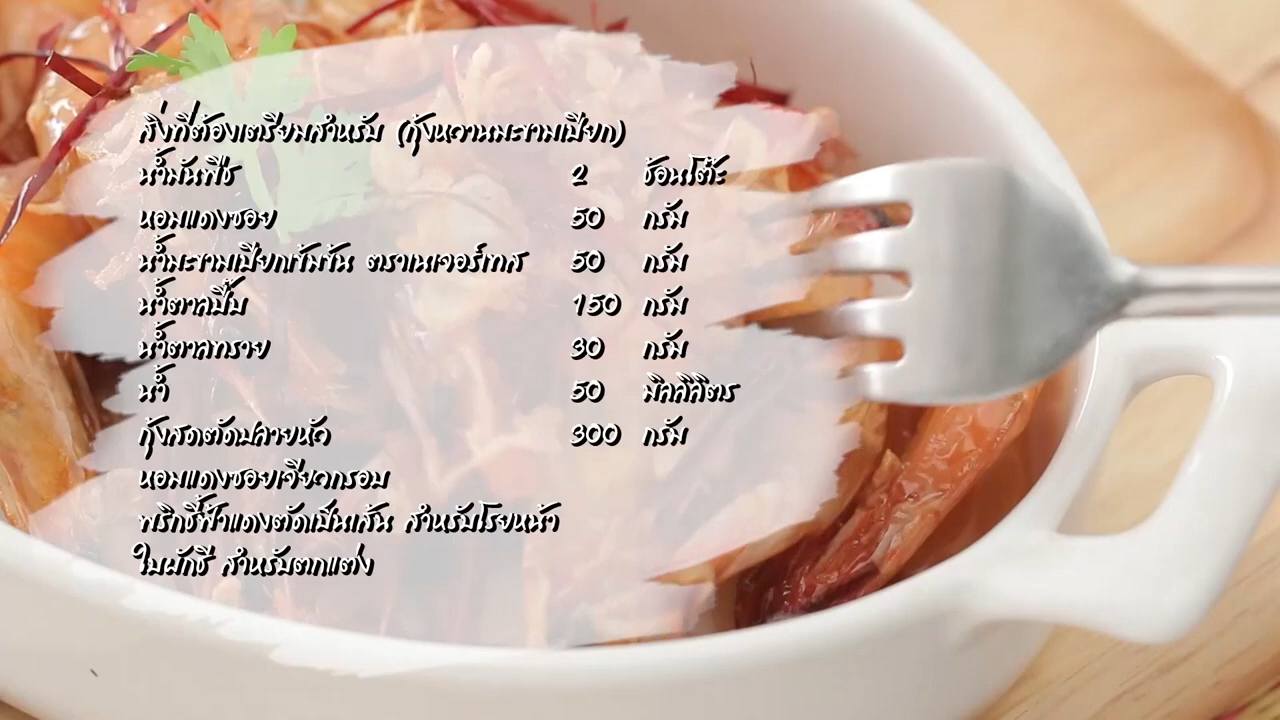 สิ่งที่ต้องเตรียมสำหรับ (กุ้งหวานมะขามเปียก)
น้ำมันพืช 2 ช้อนโต๊ะ
หอมแดงซอย 50 กรัม
น้ำมะขามเปียกเข้มข้น ตราเนเจอร์เทส 50 กรัม
น้ำตาลปี๊บ 150 กรัม
น้ำตาลทราย 30 กรัม
น้ำ 50 มิลลิลิตร
กุ้งสดตัดปลายหัว 300 กรัม
หอมแดงซอยเจียวกรอบ
พริกชี้ฟ้าแดงตัดเป็นเส้น สำหรับโรยหน้า
ใบผักชี สำหรับตกแต่ง